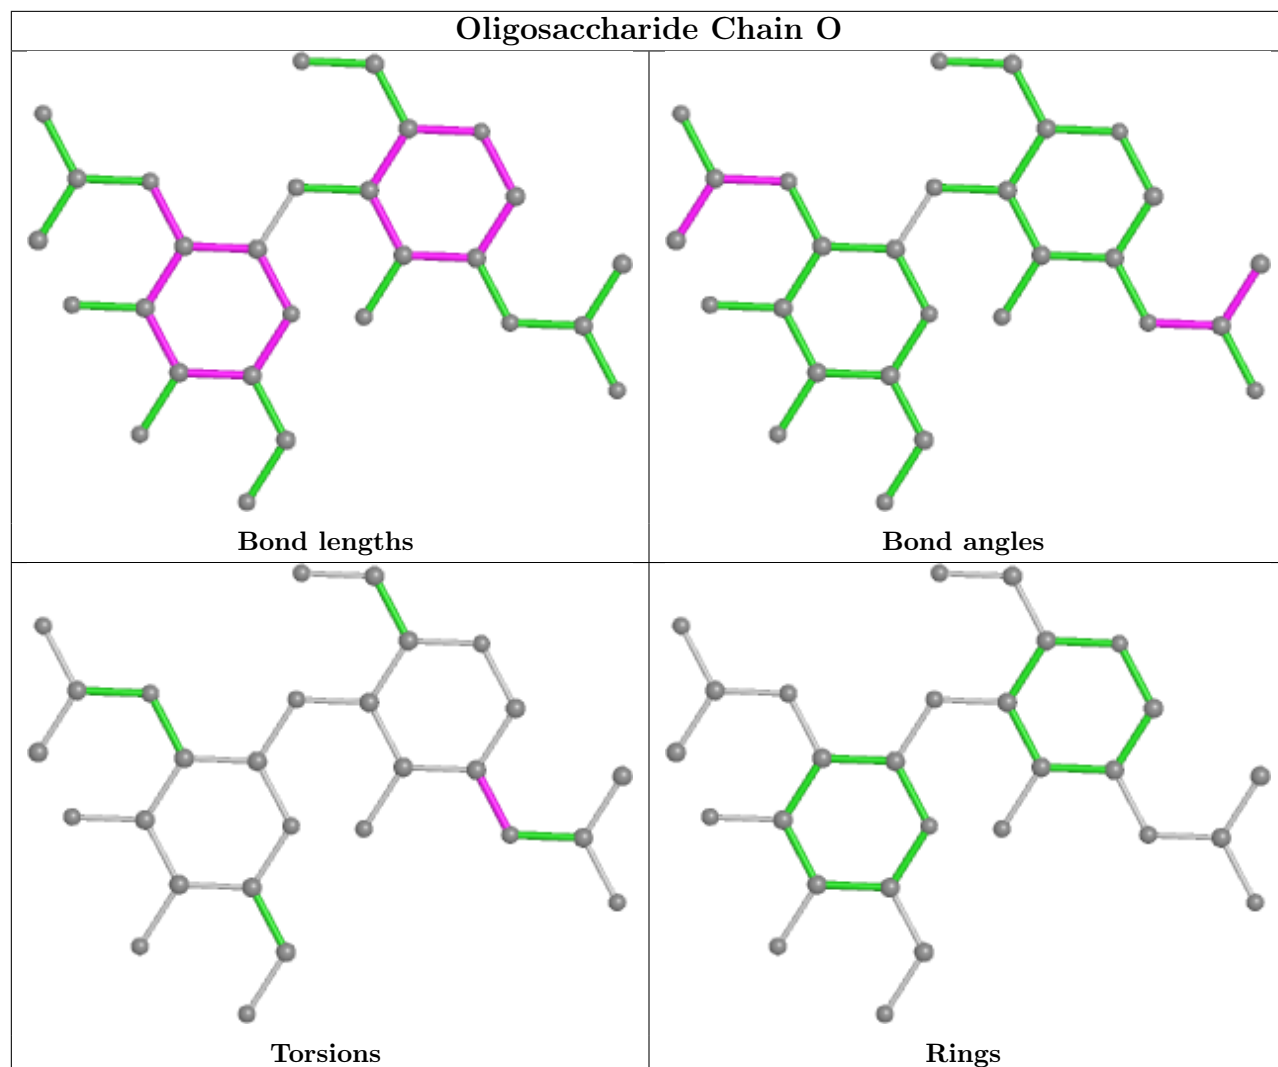 Oligosaccharide Chain O
Bond lengths
Bond angles
Torsions
Rings